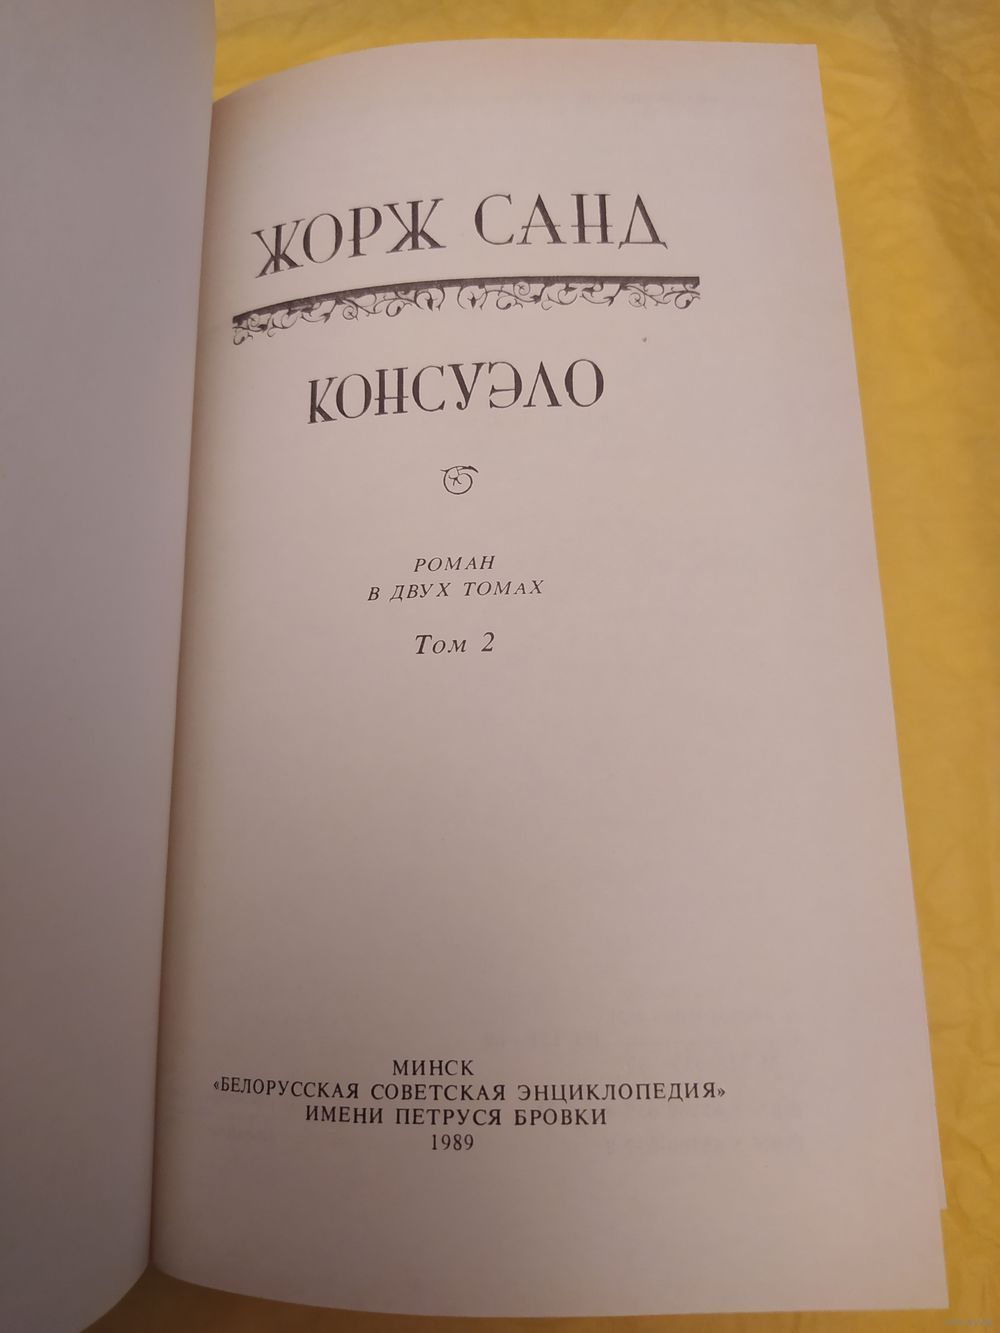 ЖОРЖ САНД
КОНСУЭЛО
РОМАН
В ДВУХ ТОМАХ
Том 2
МИНСК
«БЕЛОРУССКАЯ СОВЕТСКАЯ ЭНЦИКЛОПЕДИЯ»
ИМЕНИ ПЕТРУСЯ БРОВКИ
1989